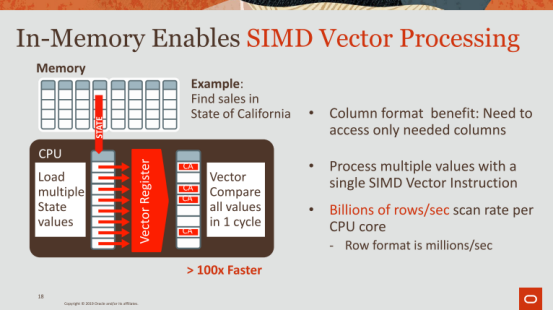 In-Memory Enables SIMD Vector Processing
Memory
STATE
Example:
Find sales in
State of California
CPU
Load
multiple
State
values
Vector Register
CA
CA
CA
CA
Vector
Compare
all values
in 1 cycle
> 100x Faster
• Column format benefit: Need to
access only needed columns
• Process multiple values with a
single SIMD Vector Instruction
• Billions of rows/sec scan rate per
CPU core
- Row format is millions/sec
18
Copyright © 2019 Oracle and/or its affiliates.